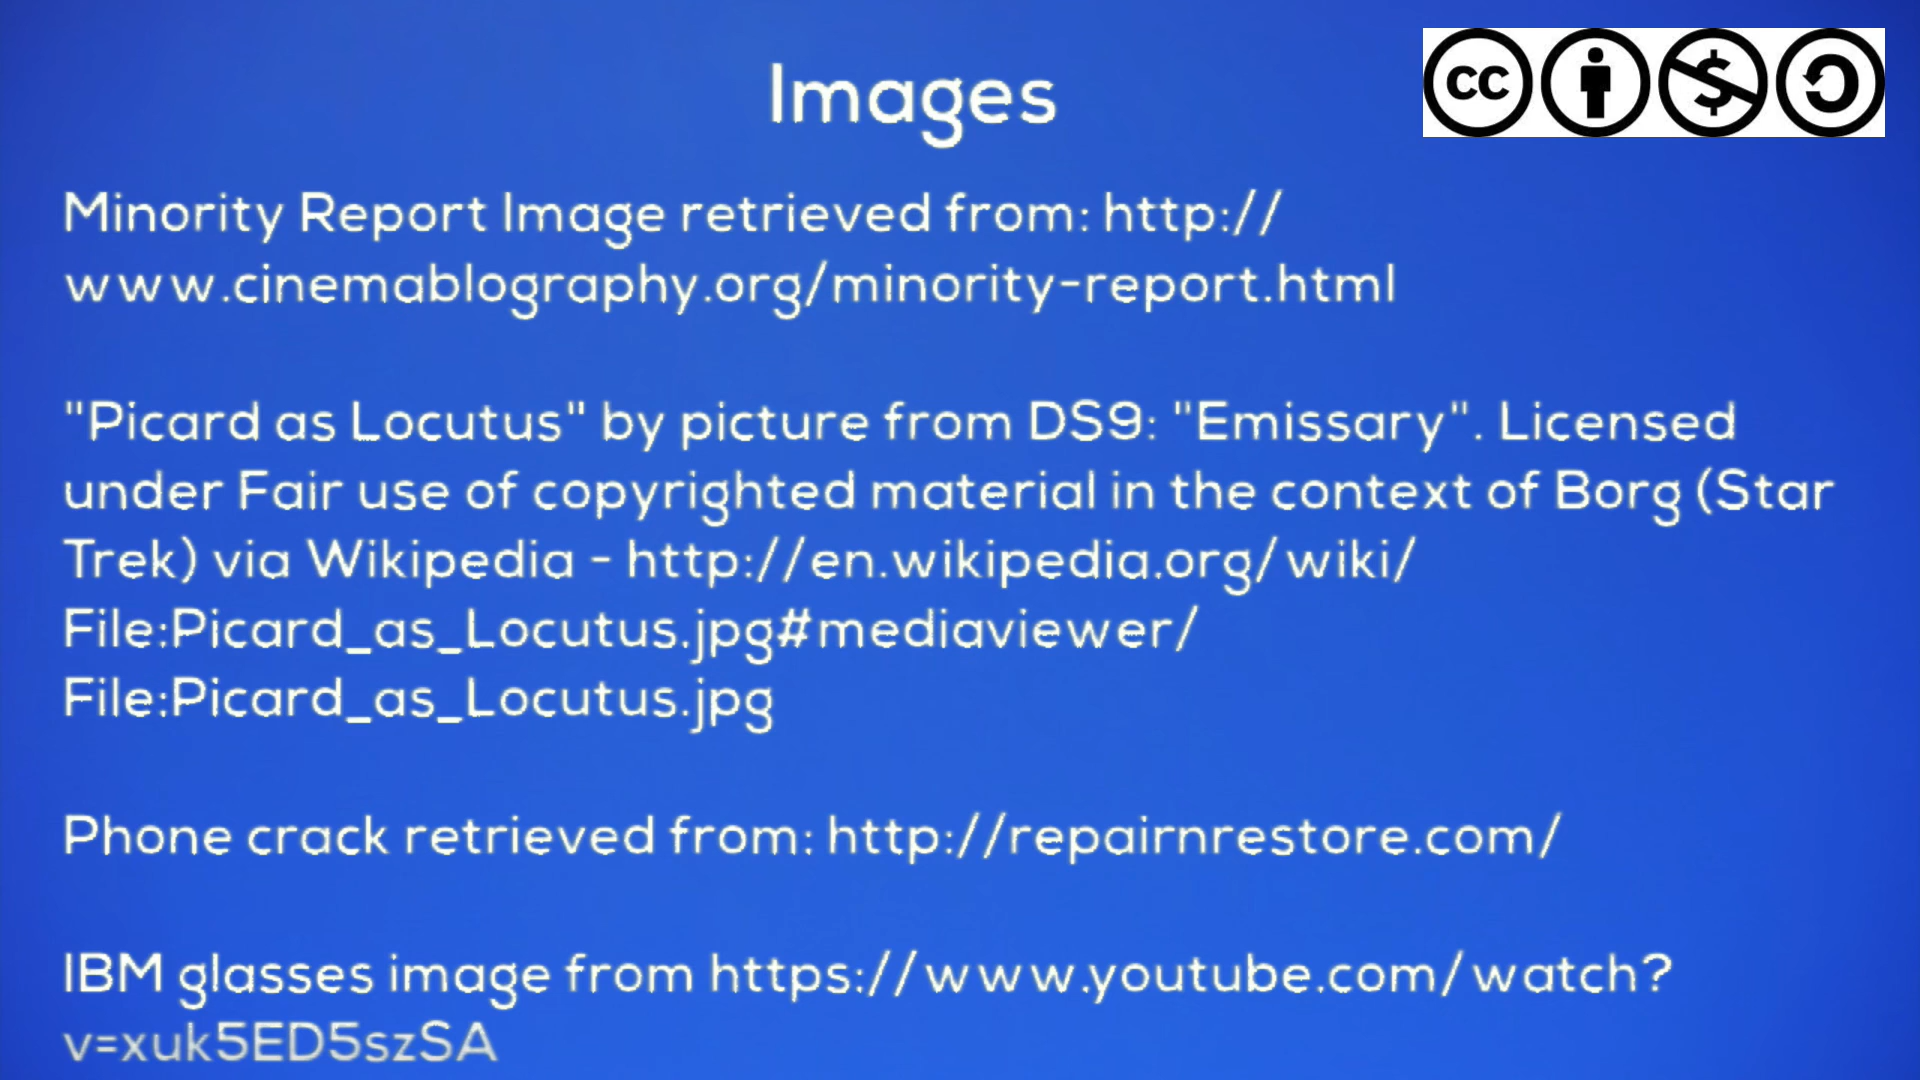 Images
cc
Minority Report Image retrieved from: http://
www.cinemablography.org/minority-report.html
"Picard as Locutus" by picture from DS9: "Emissary". Licensed
under Fair use of copyrighted material in the context of Borg (Star
Trek) via Wikipedia - http://en.wikipedia.org/wiki/
File:Picard_as_Locutus.jpg#mediaviewer/
File:Picard_as_Locutus.jpg
Phone crack retrieved from: http://repairnrestore.com/
IBM glasses image from https://www.youtube.com/watch?
v=xuk5ED5szSA